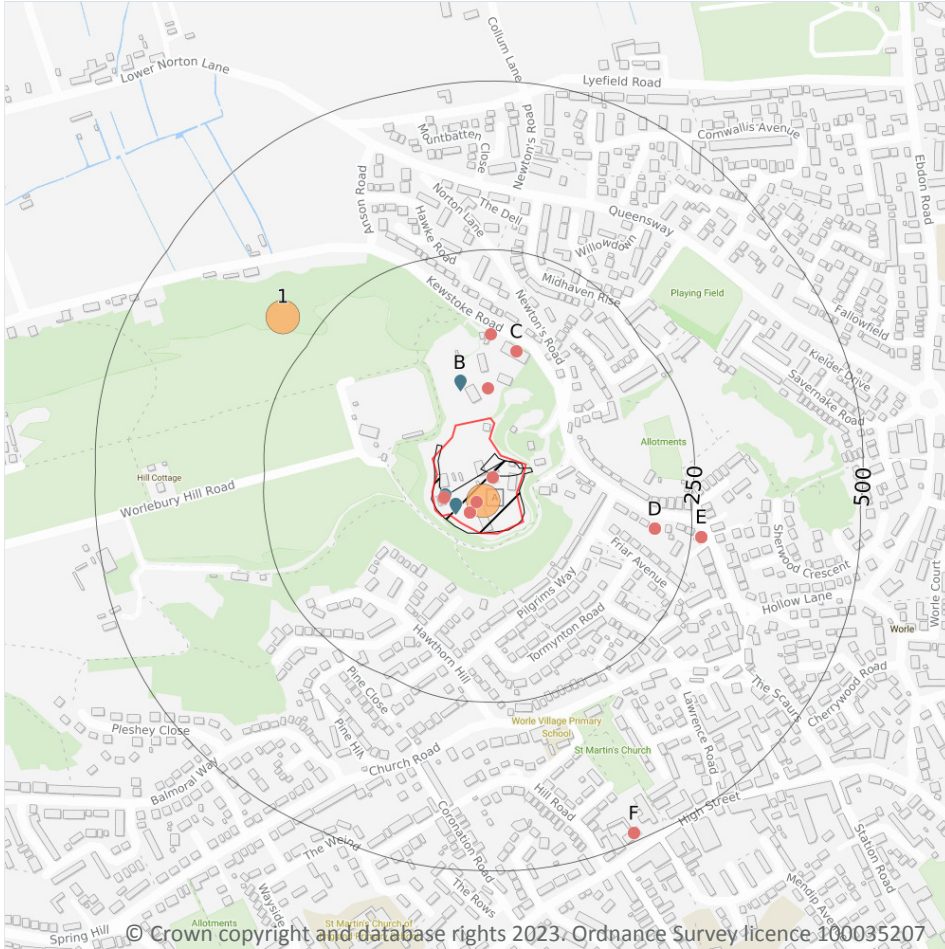 Collum Lane
Lower Norton Lane
Lyefield Road
Mountbatten Close
Newton's Road
Cornwallis Avenue
Ebdon Road
Anson Road
Norton Lane
The Dell
Hawke Road
Queensway
Willowdown
1
Kewstoke Road
Midhaven Rise
Playing Field
Newton's Road
Fallowfield
C
B
Kielder Drive
Savernake Road
Allotments
Hill Cottage
Worlebury Hill Road
A
250
500
D
E
Friar Avenue
Sherwood Crescent
Pilgrims Way
Hollow Lane
Worle Court
Tormynton Road
Worle
Hawthorn Hill
Pine Close
The Scaurs
Cherrywood Road
Lawrence Road
Pleshey Close
Pine Hill
Worle Village Primary
School
St Martin's Church
Church Road
Balmoral Way
Hill Road
High Street
F
Coronation Road
The Weind
Station Road
The Rows
Mendip Ave
Wayside
Allotments
St Martin's Church of
Spring Hill
© Crown copyright and database rights 2023. Ordnance Survey licence 100035207